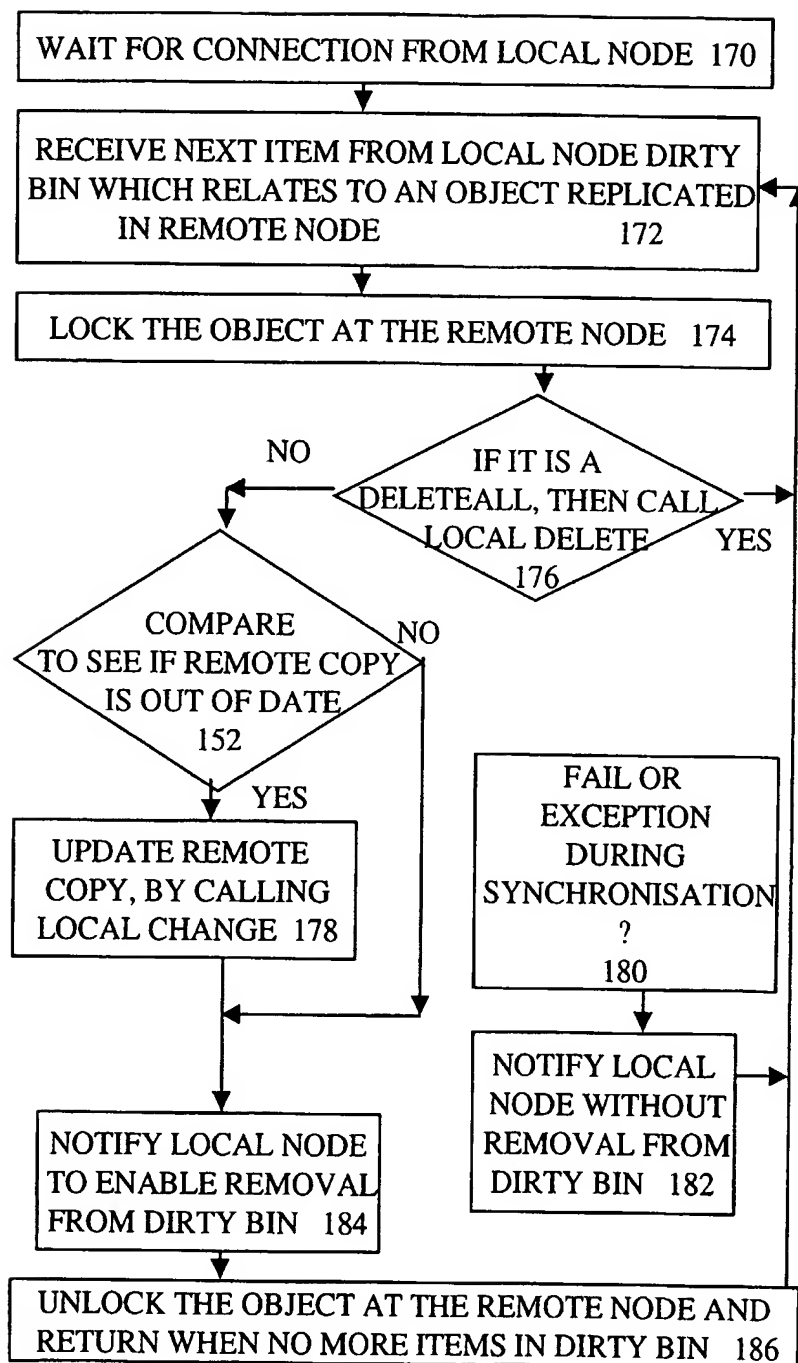 WAIT FOR CONNECTION FROM LOCAL NODE 170
RECEIVE NEXT ITEM FROM LOCAL NODE DIRTY
BIN WHICH RELATES TO AN OBJECT REPLICATED
IN REMOTE NODE 172
LOCK THE OBJECT AT THE REMOTE NODE 174
IF IT IS A
DELETEALL, THEN CALL
LOCAL DELETE
176
NO
YES
COMPARE
TO SEE IF REMOTE COPY
IS OUT OF DATE
152
NO
YES
UPDATE REMOTE
COPY, BY CALLING
LOCAL CHANGE 178
FAIL OR
EXCEPTION
DURING
SYNCHRONISATION
?
180
NOTIFY LOCAL
NODE WITHOUT
REMOVAL FROM
DIRTY BIN 182
NOTIFY LOCAL NODE
TO ENABLE REMOVAL
FROM DIRTY BIN 184
UNLOCK THE OBJECT AT THE REMOTE NODE AND
RETURN WHEN NO MORE ITEMS IN DIRTY BIN 186